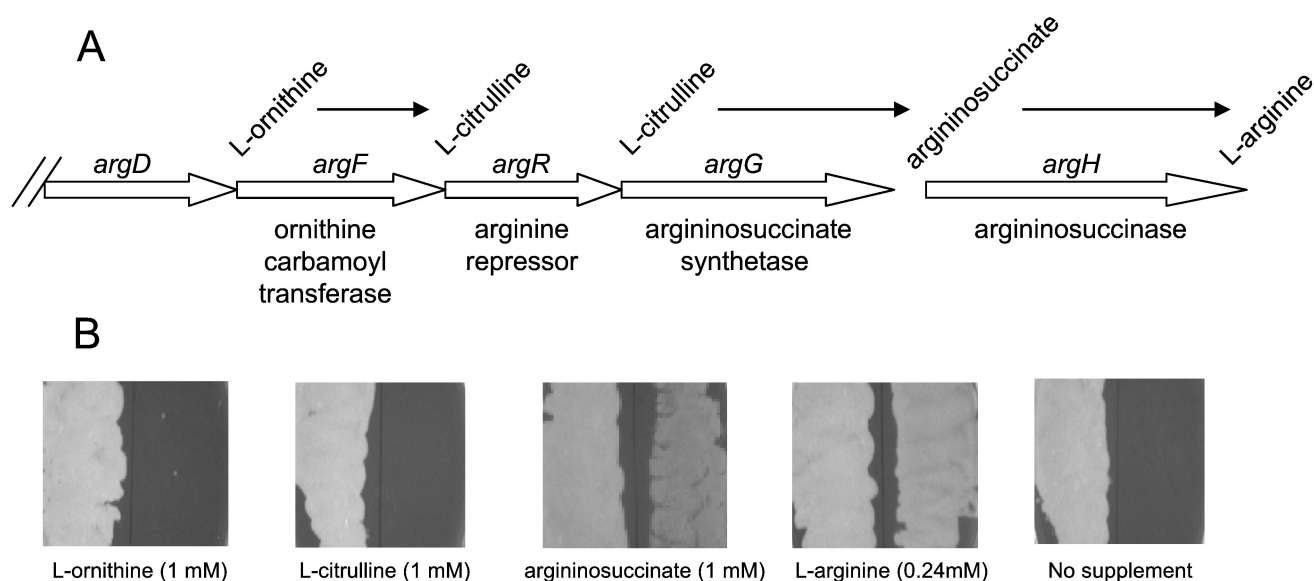 A
L-ornithine
L-citrulline
L-citrulline
argininosuccinate
L-arginine
argD
argF
argR
argG
argH
ornithine
carbamoyl
transferase
arginine
repressor
argininosuccinate
synthetase
argininosuccinase
B
L-ornithine (1 mM)
L-citrulline (1 mM)
argininosuccinate (1 mM)
L-arginine (0.24mM)
No supplement